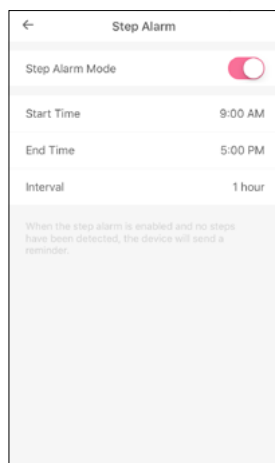 Step Alarm
Step Alarm Mode
Start Time 9:00 AM
End Time 5:00 PM
Interval 1 hour
When the step alarm is enabled and no steps
have been detected, the device will send a
reminder.